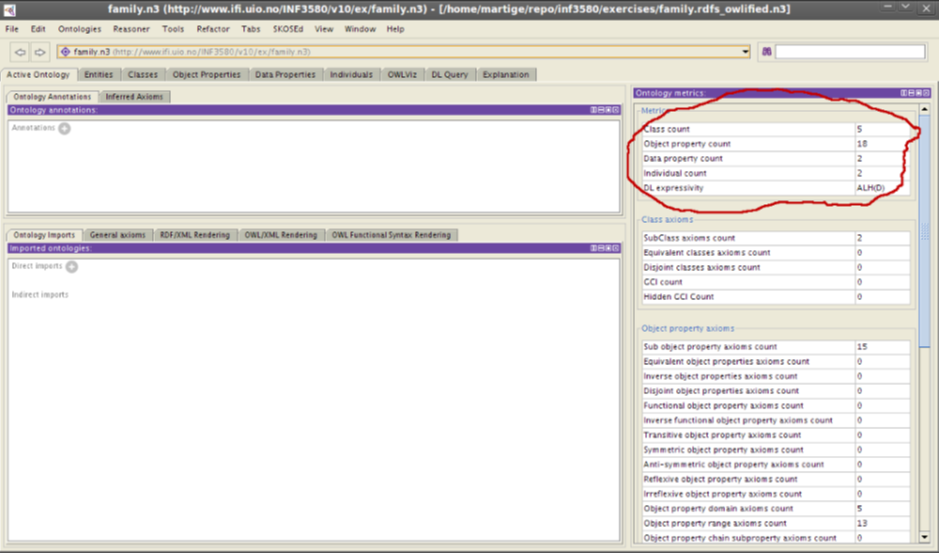 family.n3 (http://www.ifi.uio.no/INF3580/v10/ex/family.n3) - [/home/martige/repo/inf3580/exercises/family.rdfs_owlified.n3]
File Edit Ontologies Reasoner Tools Refactor Tabs SKOSEd View Window Help
family.n3 (http://www.ifi.uio.no/INF3580/v10/ex/family.n3)
Active Ontology Entities Classes Object Properties Data Properties Individuals OWLViz DL Query Explanation
Ontology Annotations Inferred Axioms
Ontology annotations:
Annotations
Ontology Imports General axioms RDF/XML Rendering OWL/XML Rendering OWL Functional Syntax Rendering
Imported ontologies:
Direct imports
Indirect imports
Ontology metrics:
Metrics
Class count 5
Object property count 18
Data property count 2
Individual count 2
DL expressivity ALH(D)
Class axioms
SubClass axioms count 2
Equivalent classes axioms count 0
Disjoint classes axioms count 0
GCI count 0
Hidden GCI Count 0
Object property axioms
Sub object property axioms count 15
Equivalent object properties axioms count 0
Inverse object properties axioms count 0
Disjoint object properties axioms count 0
Functional object property axioms count 0
Inverse functional object property axioms count 0
Transitive object property axioms count 0
Symmetric object property axioms count 0
Anti-symmetric object property axioms count 0
Reflexive object property axioms count 0
Irreflexive object property axioms count 0
Object property domain axioms count 5
Object property range axioms count 13
Object property chain subproperty axioms count 0